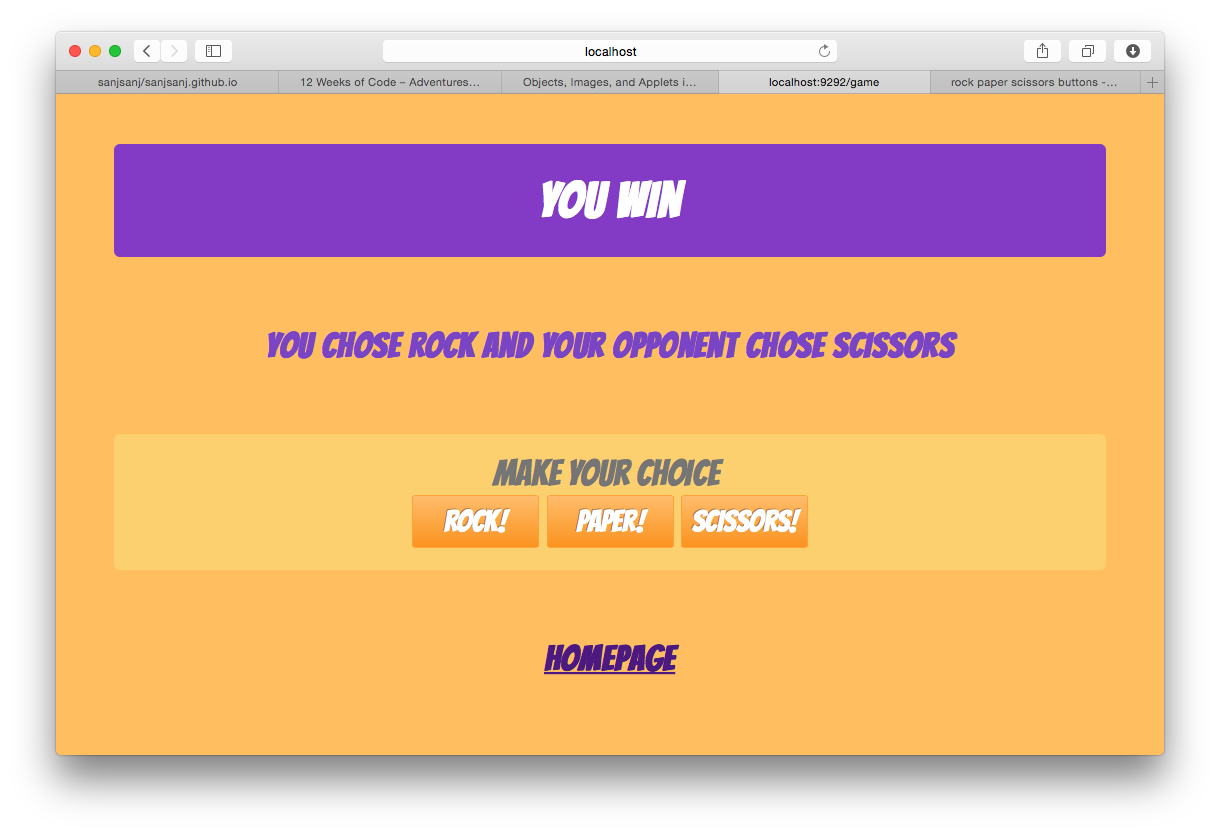 localhost
sanjsanj/sanjsanj.github.io
12 Weeks of Code – Adventures…
Objects, Images, and Applets i…
localhost:9292/game
rock paper scissors buttons -…
YOU WIN
YOU CHOSE ROCK AND YOUR OPPONENT CHOSE SCISSORS
MAKE YOUR CHOICE
ROCK!
PAPER!
SCISSORS!
HOMEPAGE